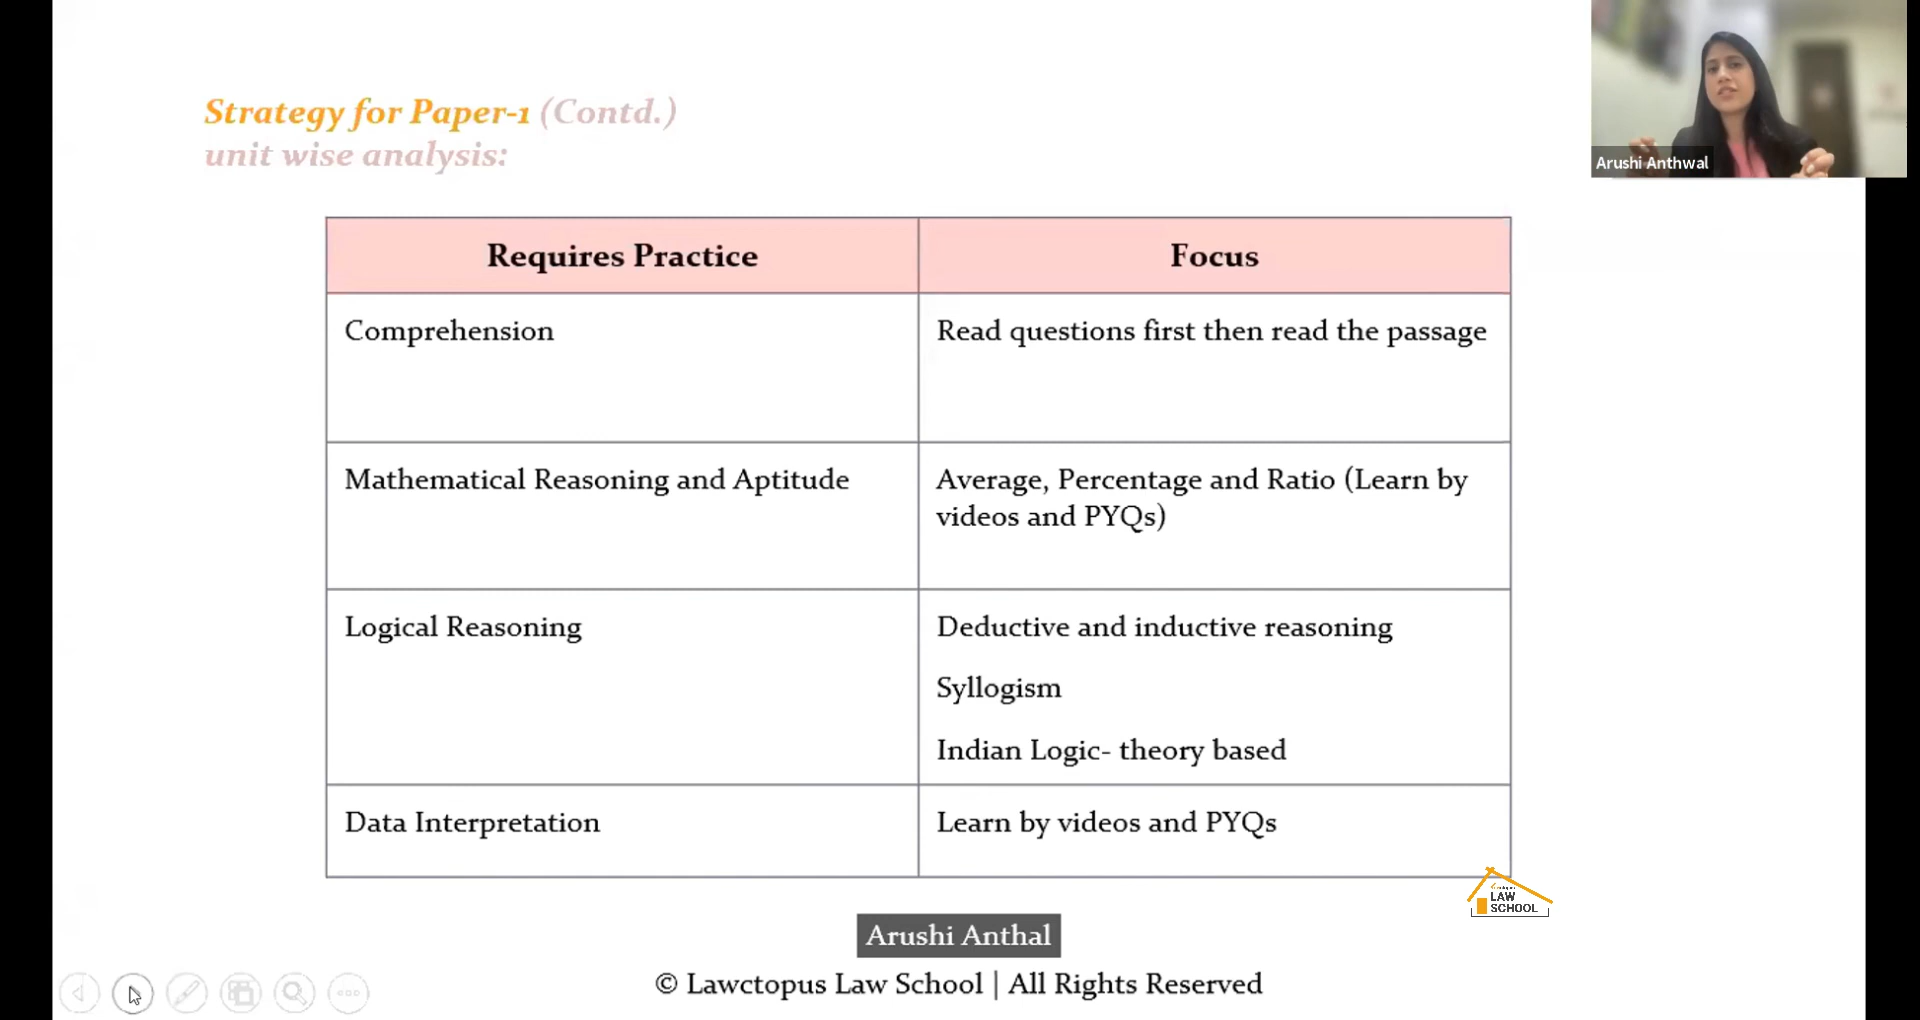 Strategy for Paper-1 (Contd.)
unit wise analysis:
Arushi Anthwal
Requires Practice
Focus
Comprehension
Read questions first then read the passage
Mathematical Reasoning and Aptitude
Average, Percentage and Ratio (Learn by
videos and PYQs)
Logical Reasoning
Deductive and inductive reasoning
Syllogism
Indian Logic- theory based
Data Interpretation
Learn by videos and PYQs
LAW
SCHOOL
Arushi Anthal
© Lawctopus Law School | All Rights Reserved